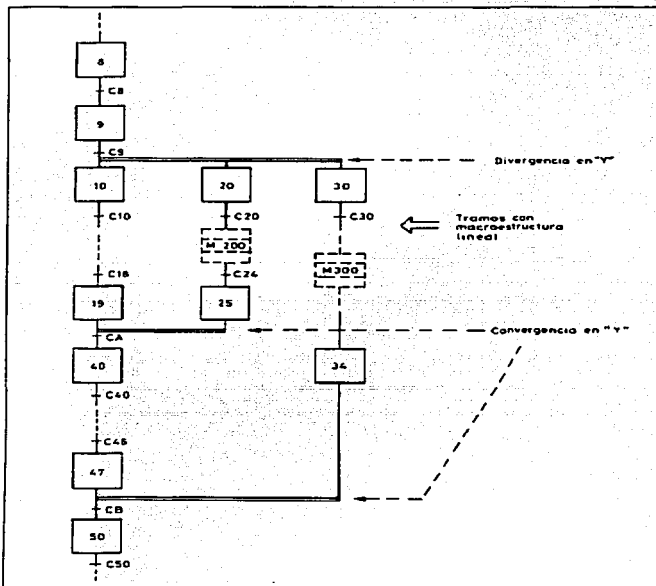 8
C8
9
C9
10 20 30
Divergencia en "Y"
C10 C20 C30
Tramos con
macroestructura
lineal
M 200
M300
C18 C24
19 25
CA
Convergencia en "Y"
40 34
C40
C46
47
CB
50
C50